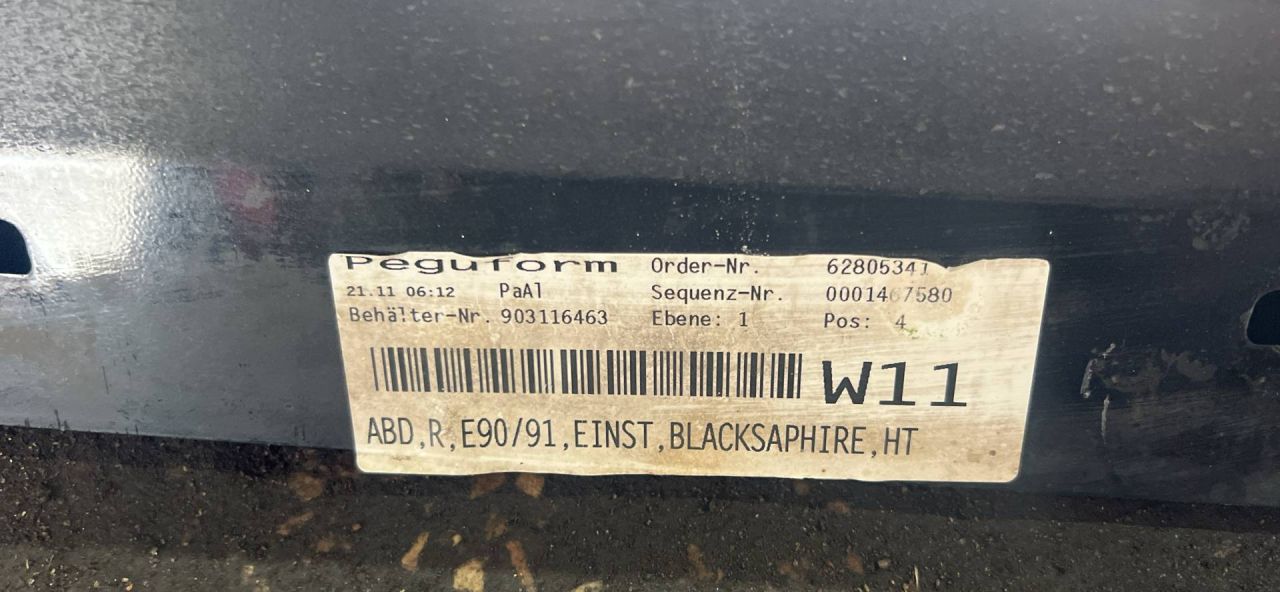 Peguform Order-Nr. 62805341
21.11 06:12 PaAl Sequenz-Nr. 0001467580
Behälter-Nr. 903116463 Ebene: 1 Pos: 4
W11
ABD,R,E90/91,EINST,BLACKSAPHIRE,HT